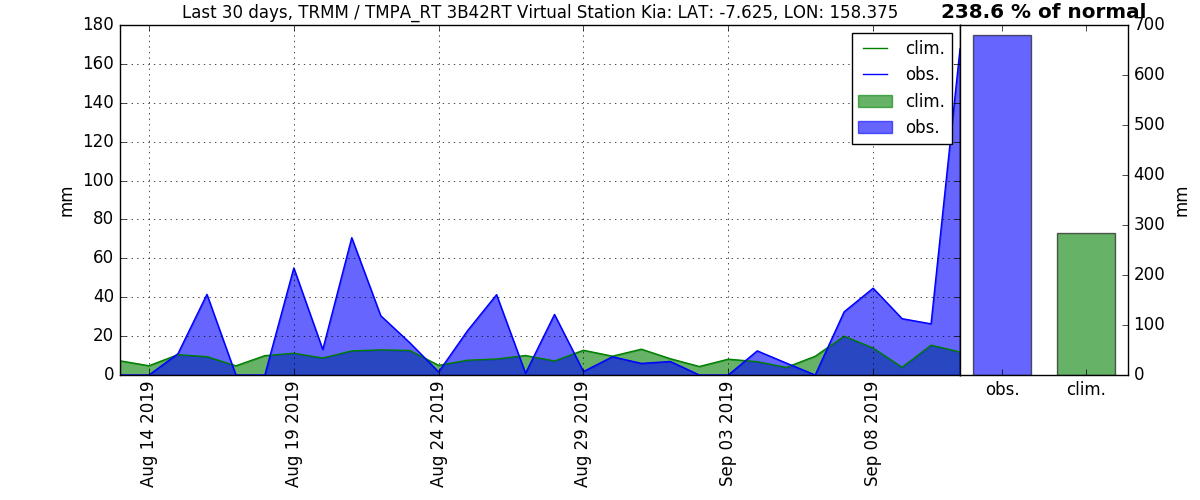 Last 30 days, TRMM / TMPA_RT 3B42RT Virtual Station Kia: LAT: -7.625, LON: 158.375
238.6 % of normal
180
160
140
120
100
80
60
40
20
0
mm
clim.
obs.
clim.
obs.
700
600
500
400
300
200
100
0
mm
obs.
clim.
Aug 14 2019
Aug 19 2019
Aug 24 2019
Aug 29 2019
Sep 03 2019
Sep 08 2019